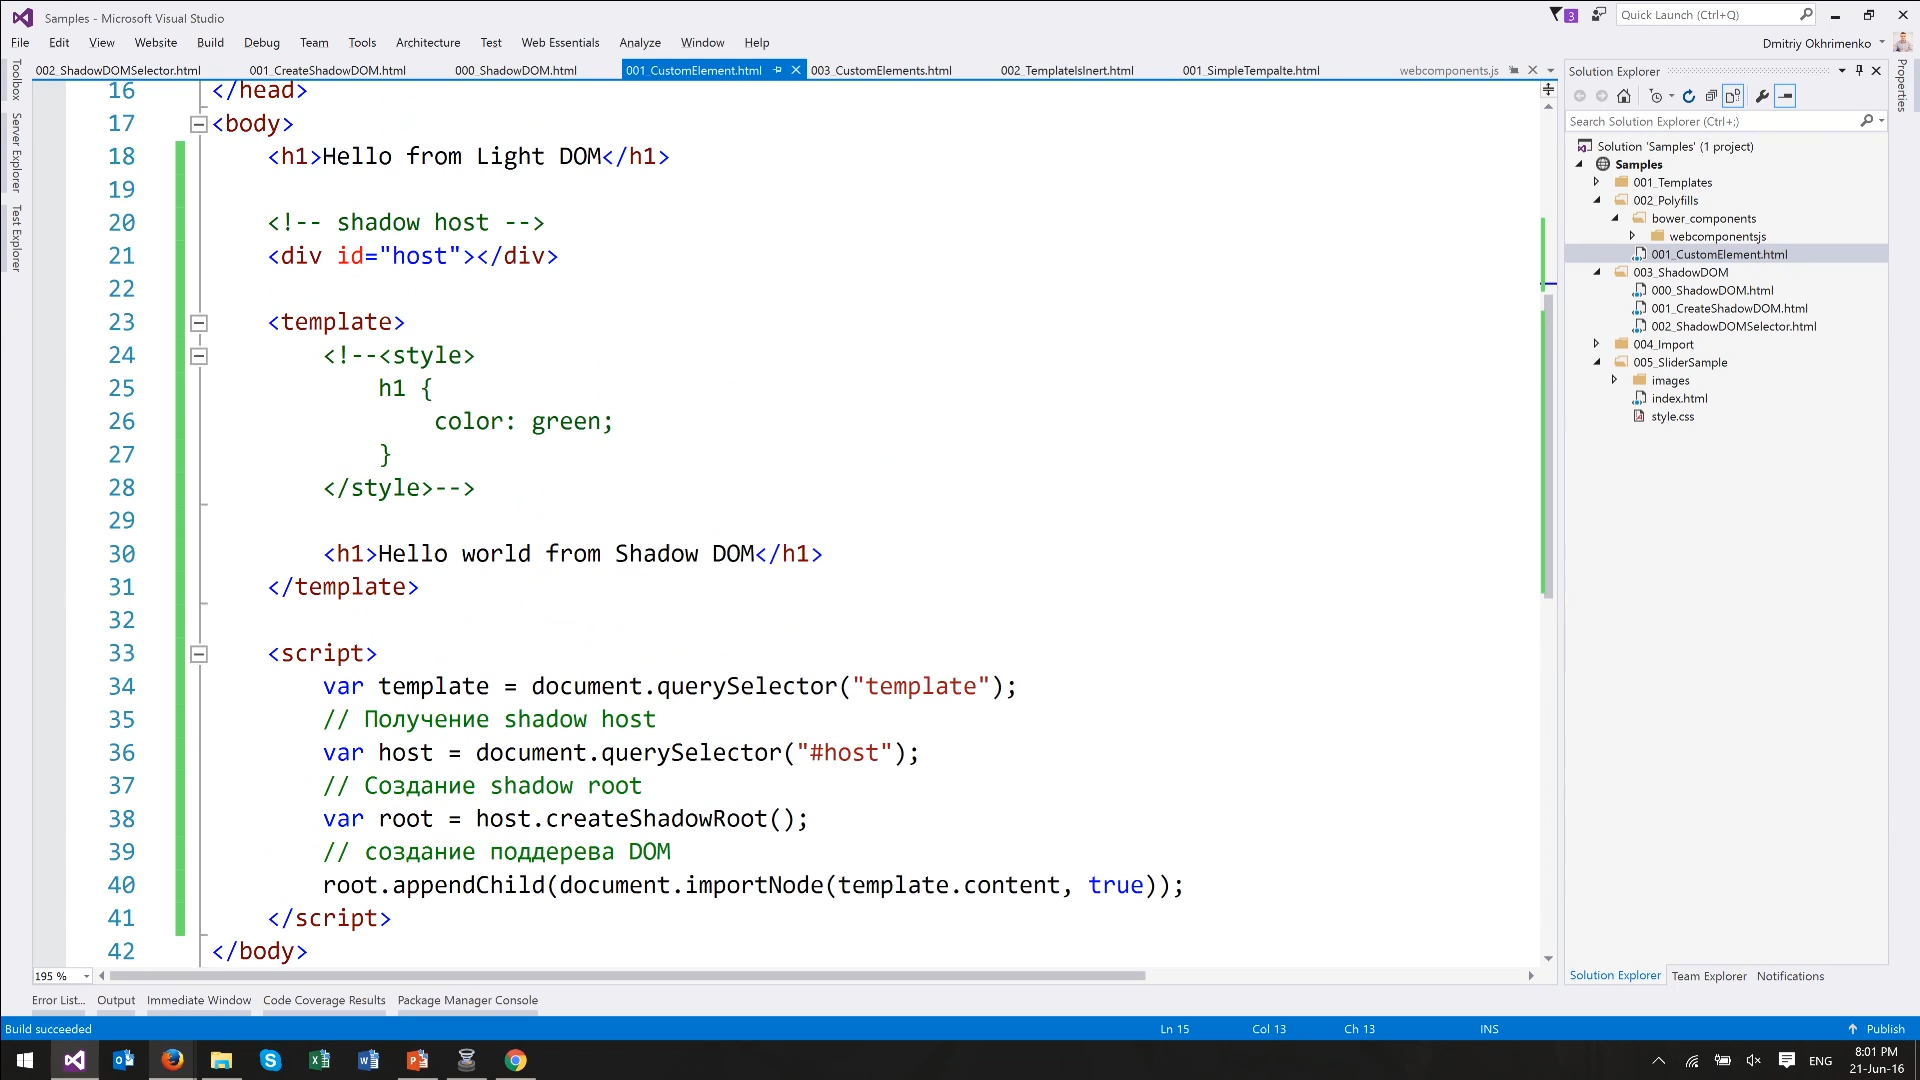 Samples - Microsoft Visual Studio
3
Quick Launch (Ctrl+Q)
File Edit View Website Build Debug Team Tools Architecture Test Web Essentials Analyze Window Help
Dmitriy Okhrimenko
002_ShadowDOMSelector.html 001_CreateShadowDOM.html 000_ShadowDOM.html 001_CustomElement.html 003_CustomElements.html 002_TemplateIsInert.html 001_SimpleTempalte.html webcomponents.js
Toolbox
Server Explorer
Test Explorer
16 </head>
17 <body>
18 <h1>Hello from Light DOM</h1>
19
20 <!-- shadow host -->
21 <div id="host"></div>
22
23 <template>
24 <!--<style>
25 h1 {
26 color: green;
27 }
28 </style>-->
29
30 <h1>Hello world from Shadow DOM</h1>
31 </template>
32
33 <script>
34 var template = document.querySelector("template");
35 // Получение shadow host
36 var host = document.querySelector("#host");
37 // Создание shadow root
38 var root = host.createShadowRoot();
39 // создание поддерева DOM
40 root.appendChild(document.importNode(template.content, true));
41 </script>
42 </body>
195 %
Solution Explorer
Search Solution Explorer (Ctrl+;)
Solution 'Samples' (1 project)
Samples
001_Templates
002_Polyfills
bower_components
webcomponentsjs
001_CustomElement.html
003_ShadowDOM
000_ShadowDOM.html
001_CreateShadowDOM.html
002_ShadowDOMSelector.html
004_Import
005_SliderSample
images
index.html
style.css
Solution Explorer Team Explorer Notifications
Properties
Error List... Output Immediate Window Code Coverage Results Package Manager Console
Build succeeded Ln 15 Col 13 Ch 13 INS Publish
ENG
8:01 PM
21-Jun-16